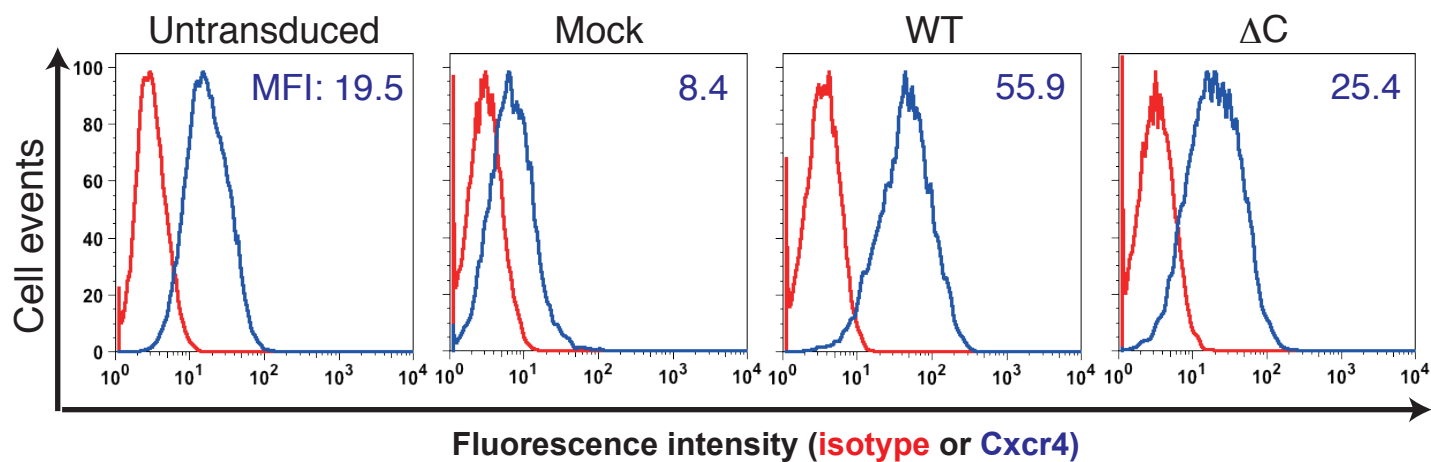 Untransduced Mock WT ΔC
MFI: 19.5 8.4 55.9 25.4
100
80
60
40
20
0
10⁰ 10¹ 10² 10³ 10⁴ 10⁰ 10¹ 10² 10³ 10⁴ 10⁰ 10¹ 10² 10³ 10⁴ 10⁰ 10¹ 10² 10³ 10⁴
Cell events
Fluorescence intensity (isotype or Cxcr4)